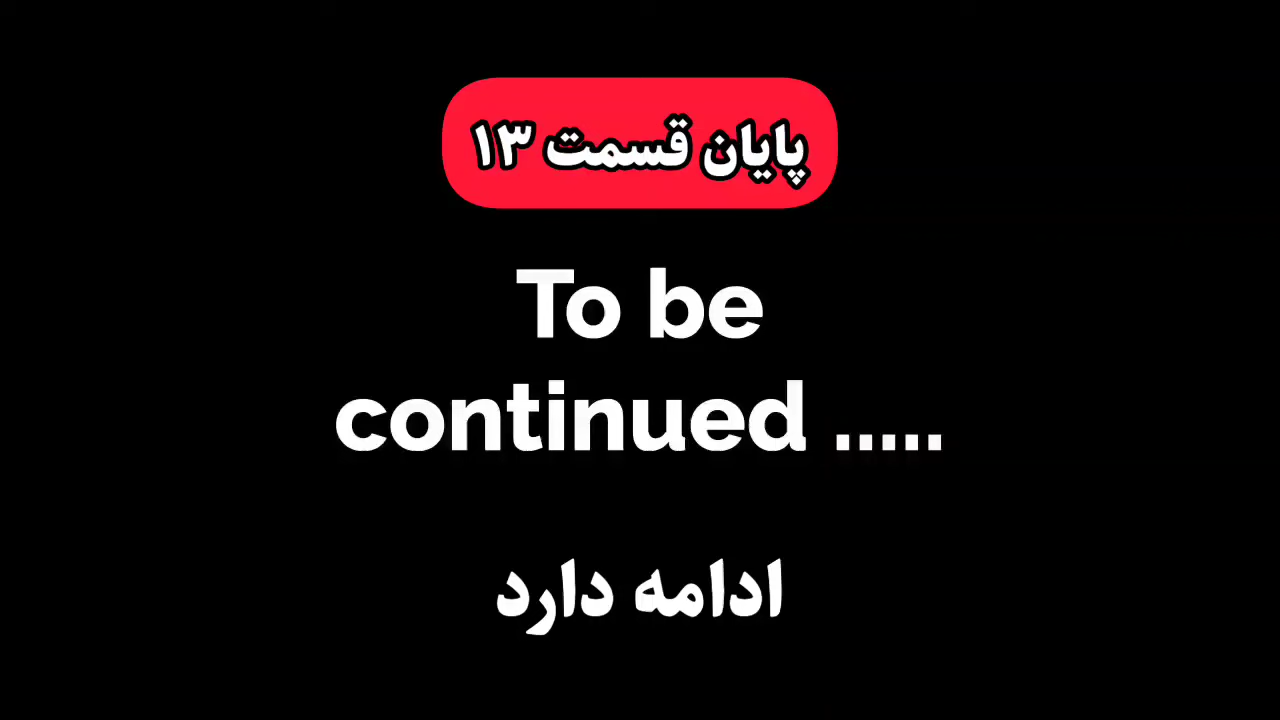 پایان قسمت ۱۳
To be
continued .....
ادامه دارد